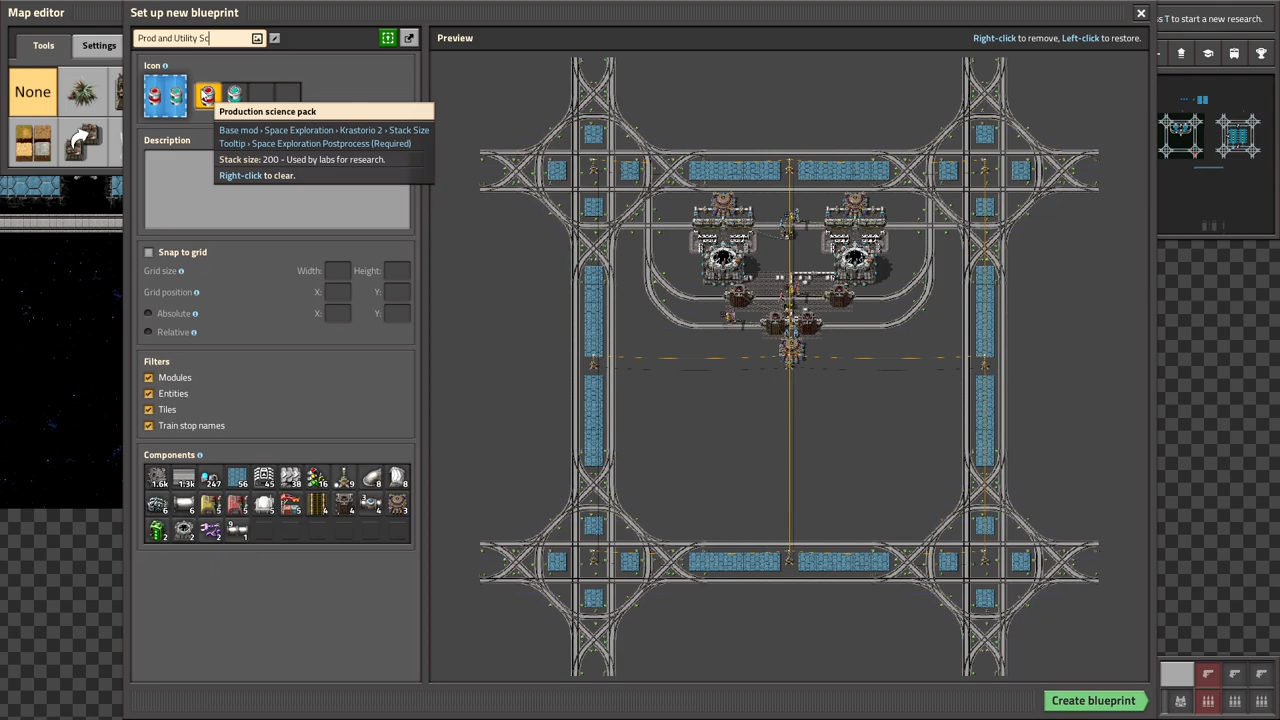 Map editor
Set up new blueprint
Prod and Utility Sc
Preview
Right-click to remove, Left-click to restore.
ss T to start a new research.
Tools
Settings
None
Icon
Production science pack
Base mod › Space Exploration › Krastorio 2 › Stack Size
Tooltip › Space Exploration Postprocess (Required)
Stack size: 200 - Used by labs for research.
Right-click to clear.
Description
Snap to grid
Grid size
Width:
Height:
Grid position
X:
Y:
Absolute
X:
Y:
Relative
Filters
Modules
Entities
Tiles
Train stop names
Components
1.6k
1.3k
247
56
45
38
16
9
8
8
6
6
5
5
5
5
4
4
4
3
2
2
2
1
Create blueprint